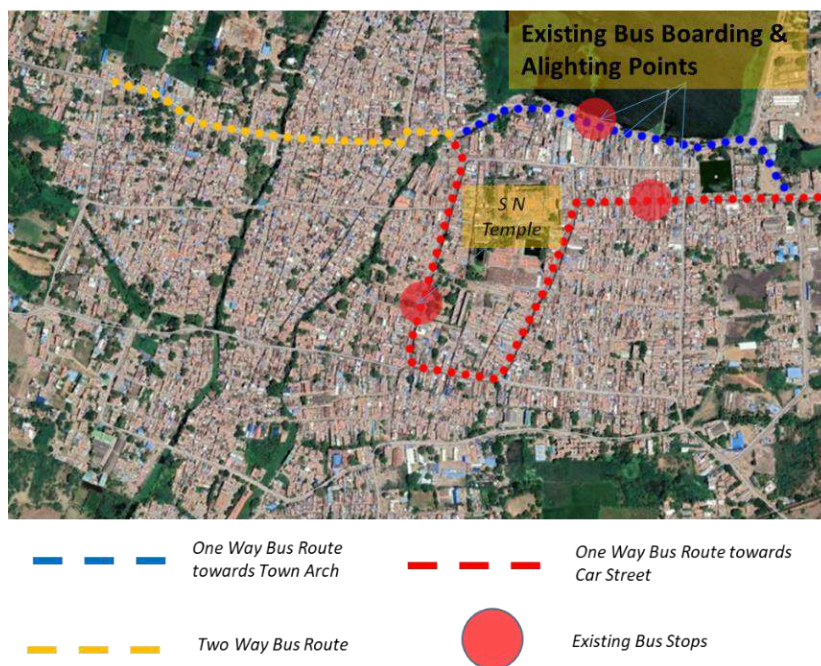 Existing Bus Boarding &
Alighting Points
S N
Temple
One Way Bus Route
towards Town Arch
One Way Bus Route towards
Car Street
Two Way Bus Route
Existing Bus Stops